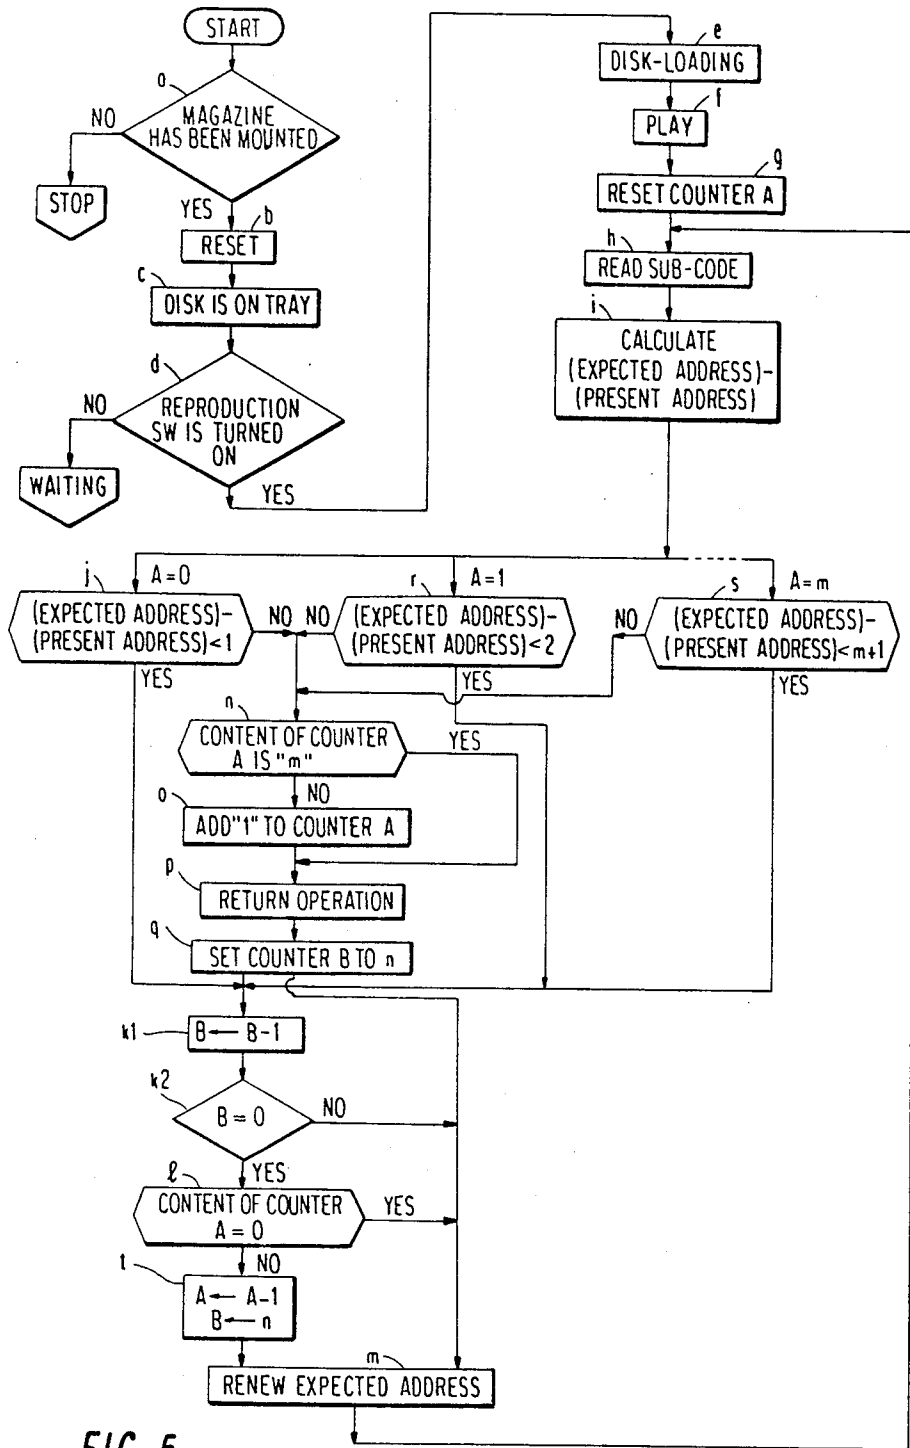 START
a
MAGAZINE
HAS BEEN MOUNTED
NO
STOP
YES
b
RESET
c
DISK IS ON TRAY
d
REPRODUCTION
SW IS TURNED
ON
NO
WAITING
YES
e
DISK-LOADING
f
PLAY
g
RESET COUNTER A
h
READ SUB-CODE
i
CALCULATE
(EXPECTED ADDRESS)-
(PRESENT ADDRESS)
j
A=0
(EXPECTED ADDRESS)-
(PRESENT ADDRESS)<1
NO
YES
r
A=1
NO
(EXPECTED ADDRESS)-
(PRESENT ADDRESS)<2
YES
s
A=m
NO
(EXPECTED ADDRESS)-
(PRESENT ADDRESS)<m+1
YES
n
CONTENT OF COUNTER
A IS "m"
YES
NO
o
ADD "1" TO COUNTER A
p
RETURN OPERATION
q
SET COUNTER B TO n
k1
B ← B-1
k2
B = 0
NO
YES
ℓ
CONTENT OF COUNTER
A = 0
YES
NO
t
A ← A-1
B ← n
m
RENEW EXPECTED ADDRESS